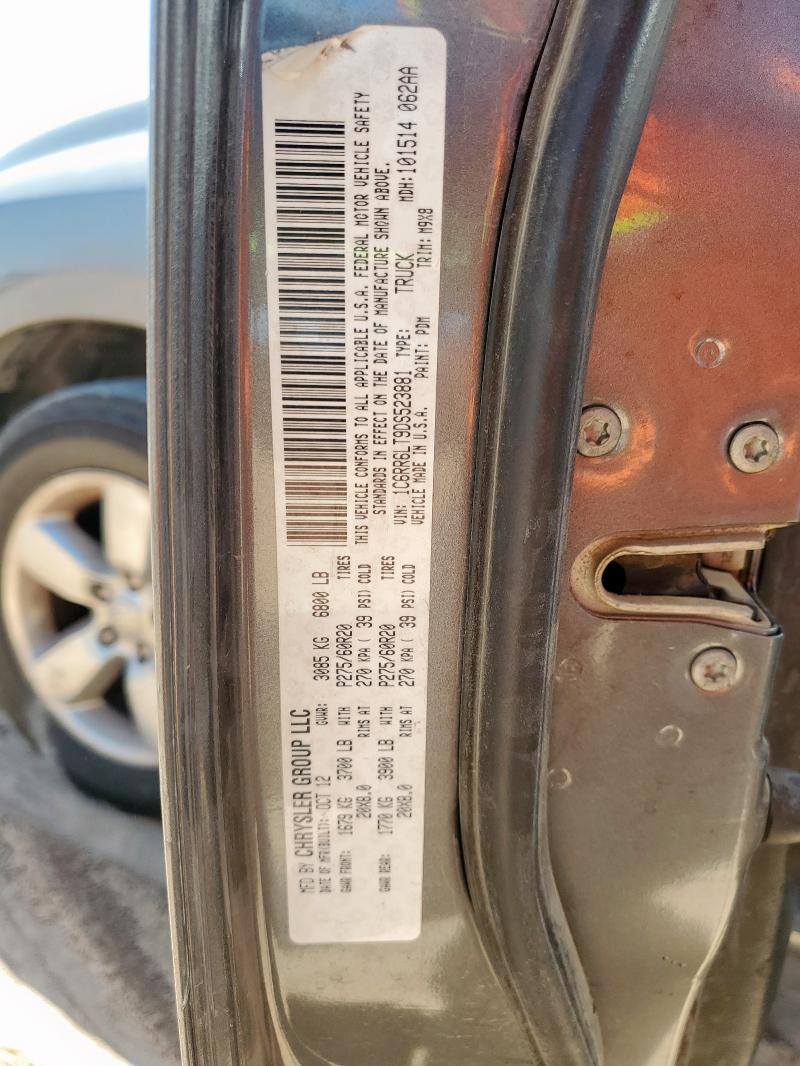 MFD BY CHRYSLER GROUP LLC
DATE OF MFR(BUILT): OCT 12 GVWR: 3085 KG 6800 LB
GAWR FRONT: 1679 KG 3700 LB WITH P275/60R20 TIRES
20X8.0 RIMS AT 270 KPA ( 39 PSI) COLD
GAWR REAR: 1770 KG 3900 LB WITH P275/60R20 TIRES
20X8.0 RIMS AT 270 KPA ( 39 PSI) COLD
THIS VEHICLE CONFORMS TO ALL APPLICABLE U.S.A. FEDERAL MOTOR VEHICLE SAFETY
STANDARDS IN EFFECT ON THE DATE OF MANUFACTURE SHOWN ABOVE.
VIN: 1C6RR6LT9DS523881 TYPE: TRUCK MDH: 101514 062AA
VEHICLE MADE IN U.S.A. PAINT: PDM TRIM: M9X8